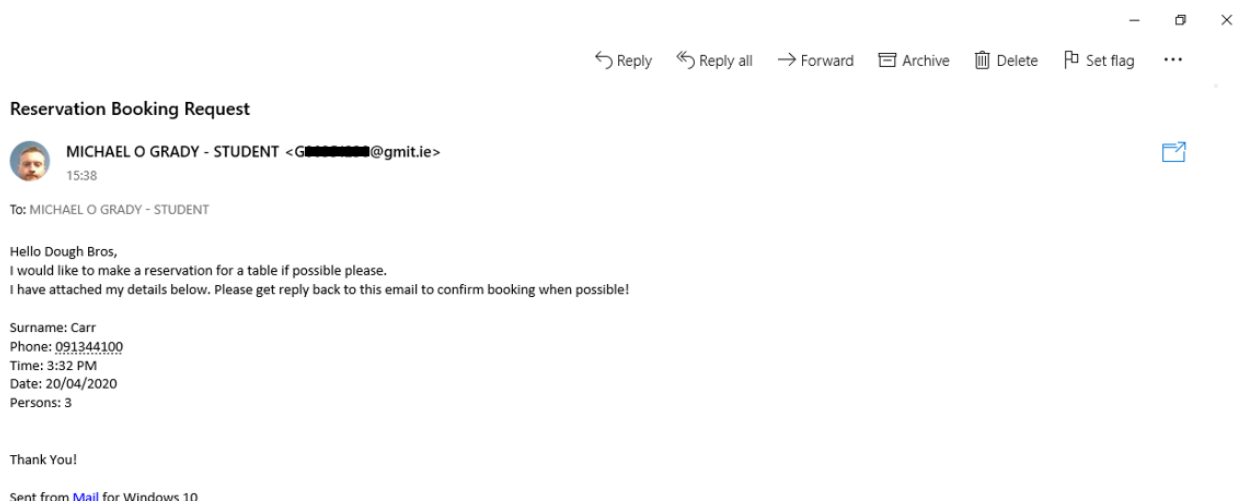 Reply Reply all Forward Archive Delete Set flag ...
Reservation Booking Request
MICHAEL O GRADY - STUDENT <G@gmit.ie>
15:38
To: MICHAEL O GRADY - STUDENT
Hello Dough Bros,
I would like to make a reservation for a table if possible please.
I have attached my details below. Please get reply back to this email to confirm booking when possible!
Surname: Carr
Phone: 091344100
Time: 3:32 PM
Date: 20/04/2020
Persons: 3
Thank You!
Sent from Mail for Windows 10